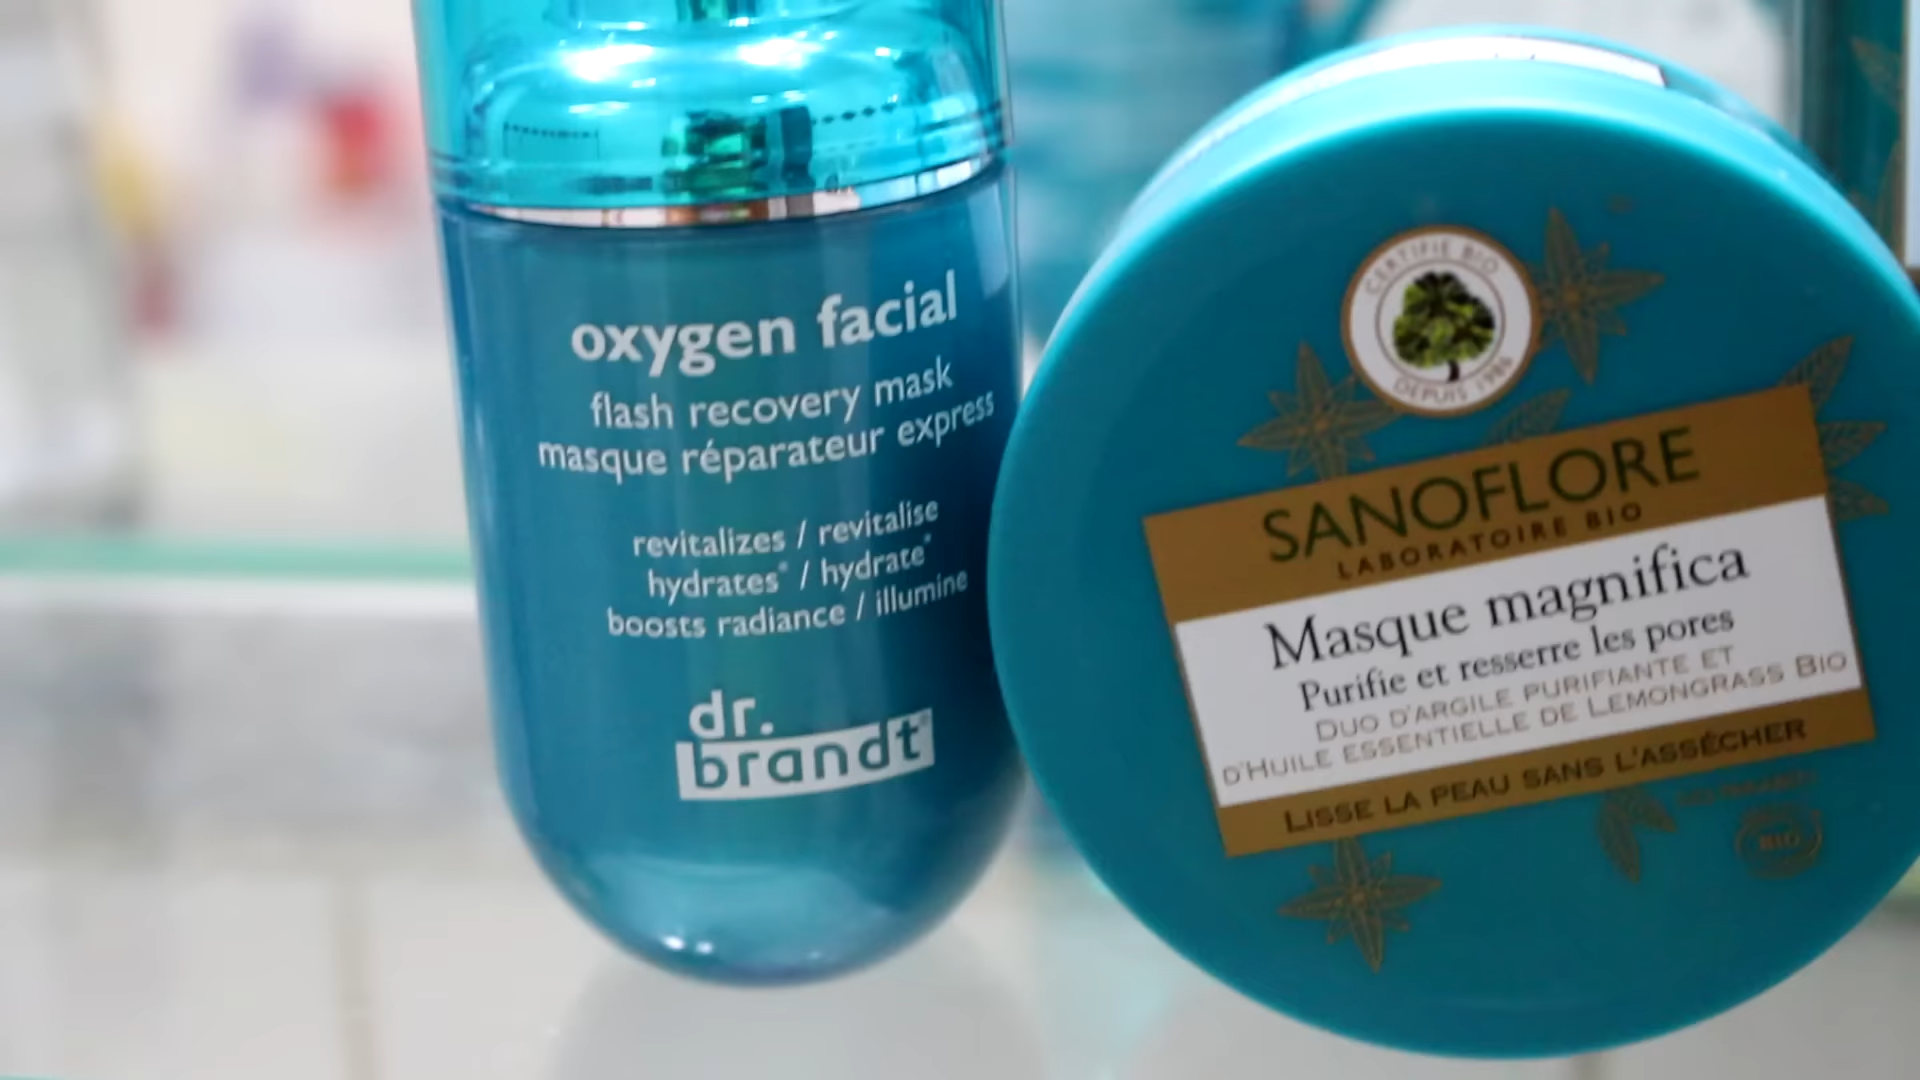 oxygen facial
flash recovery mask
masque réparateur express
revitalizes / revitalise
hydrates* / hydrate*
boosts radiance / illumine
dr.
brandt®
CERTIFIÉ BIO
DEPUIS 1986
SANOFLORE
LABORATOIRE BIO
Masque magnifica
Purifie et resserre les pores
DUO D'ARGILE PURIFIANTE ET
D'HUILE ESSENTIELLE DE LEMONGRASS BIO
LISSE LA PEAU SANS L'ASSÉCHER
BIO